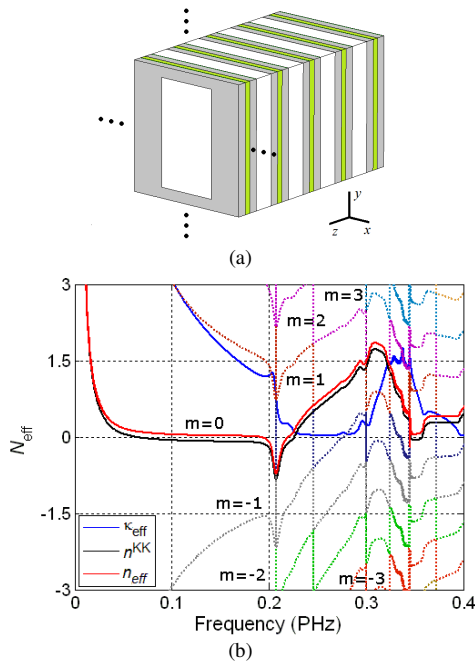 y
z
x
(a)
3
1.5
0
-1.5
-3
N_eff
m=3
m=2
m=1
m=0
m=-1
m=-2
m=-3
κ_eff
n^KK
n_eff
0
0.1
0.2
0.3
0.4
Frequency (PHz)
(b)